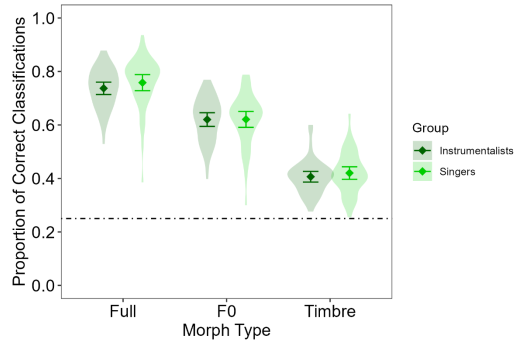 Proportion of Correct Classifications
1.0
0.8
0.6
0.4
0.2
0.0
Full F0 Timbre
Morph Type
Group
Instrumentalists
Singers